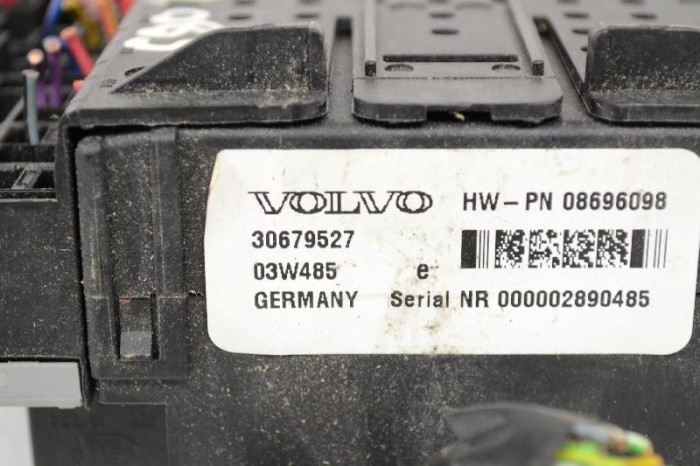 VOLVO HW-PN 08696098
30679527
03W485 e
GERMANY Serial NR 000002890485